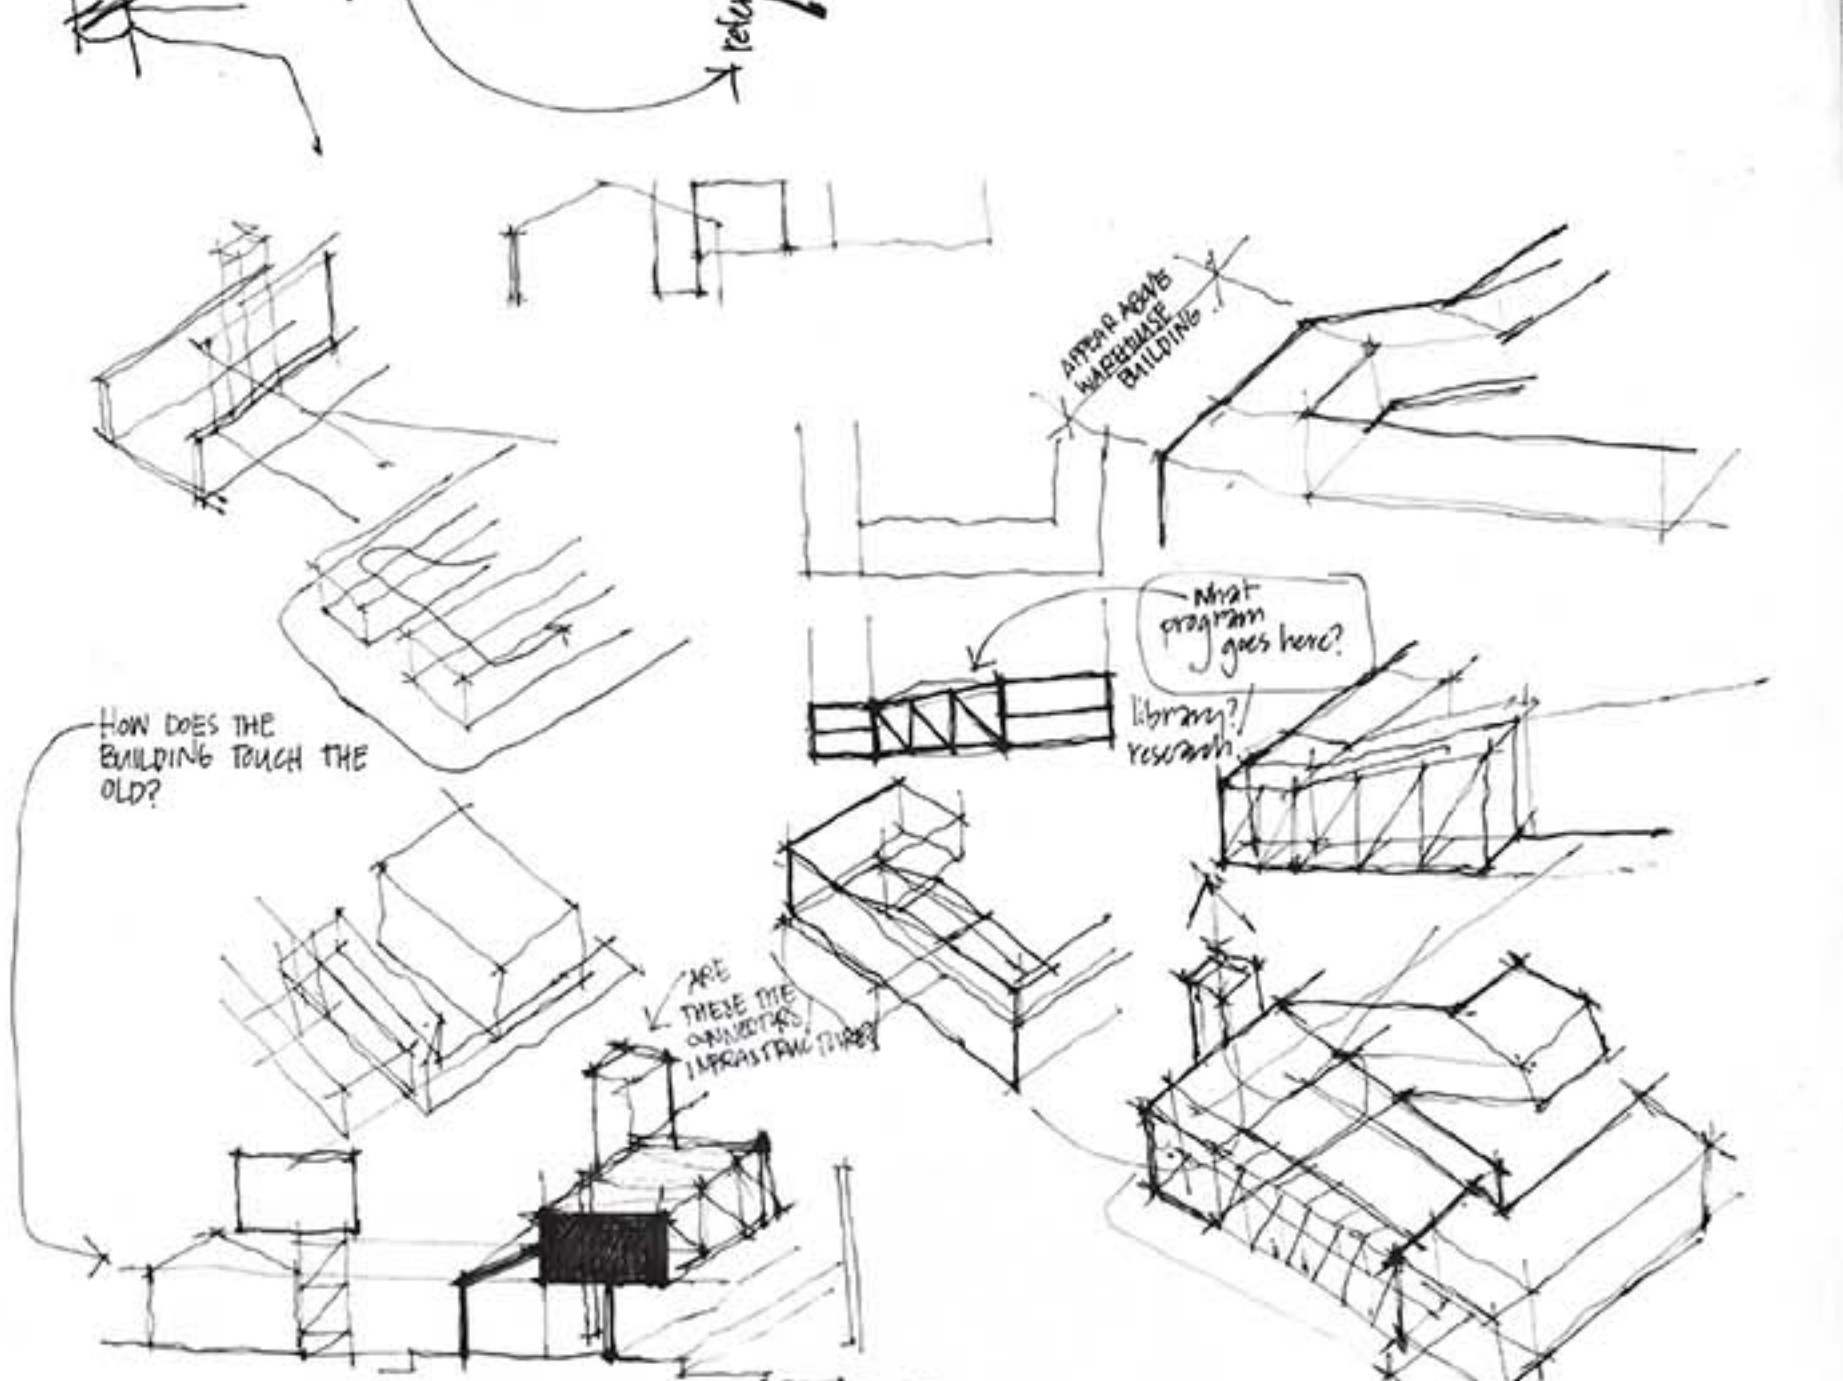 APPEAR ABOVE
WAREHOUSE
BUILDING..
What
program
goes here?
library?/
research
HOW DOES THE
BUILDING TOUCH THE
OLD?
ARE
THESE THE
CONNECTORS/
INFRASTRUCTURE?